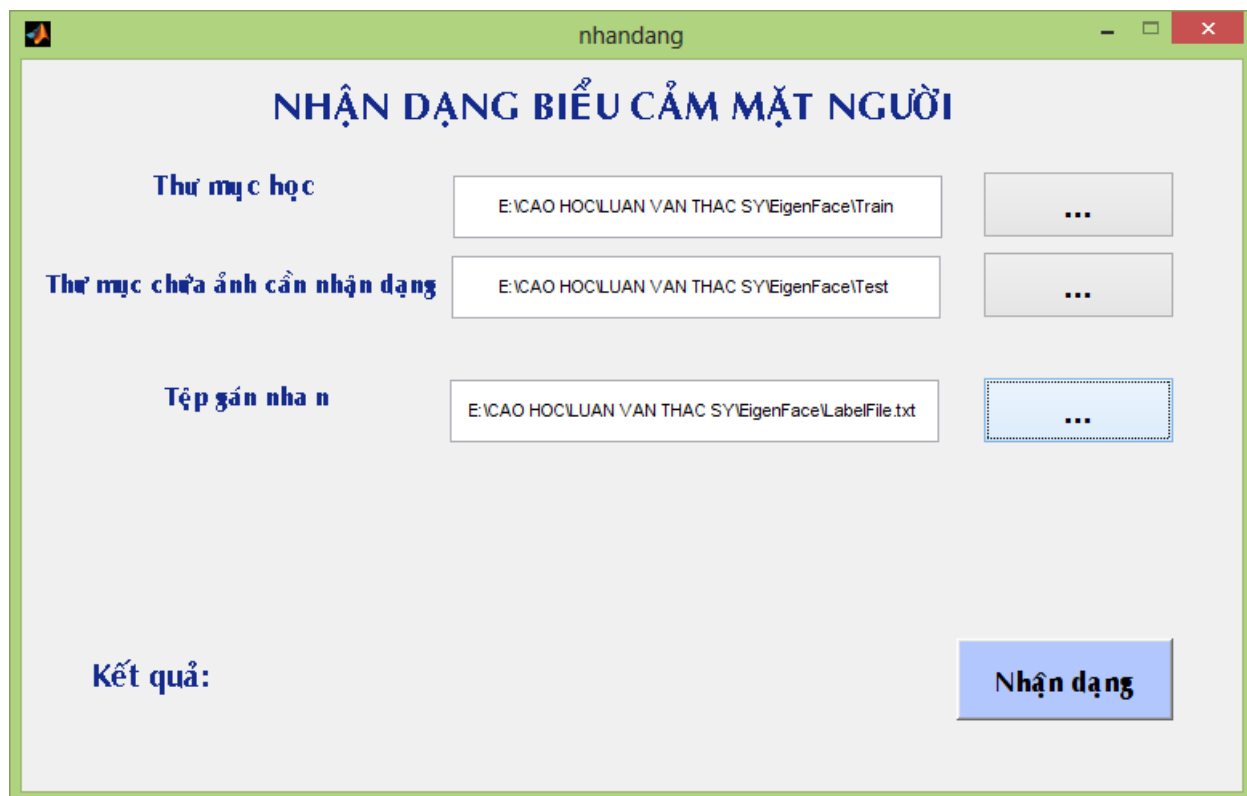 nhandang
NHẬN DẠNG BIỂU CẢM MẶT NGƯỜI
Thư mục học
E:\CAO HOC\LUAN VAN THAC SY\EigenFace\Train
...
Thư mục chứa ảnh cần nhận dạng
E:\CAO HOC\LUAN VAN THAC SY\EigenFace\Test
...
Tệp gán nha n
E:\CAO HOC\LUAN VAN THAC SY\EigenFace\LabelFile.txt
...
Kết quả:
Nhận dạng